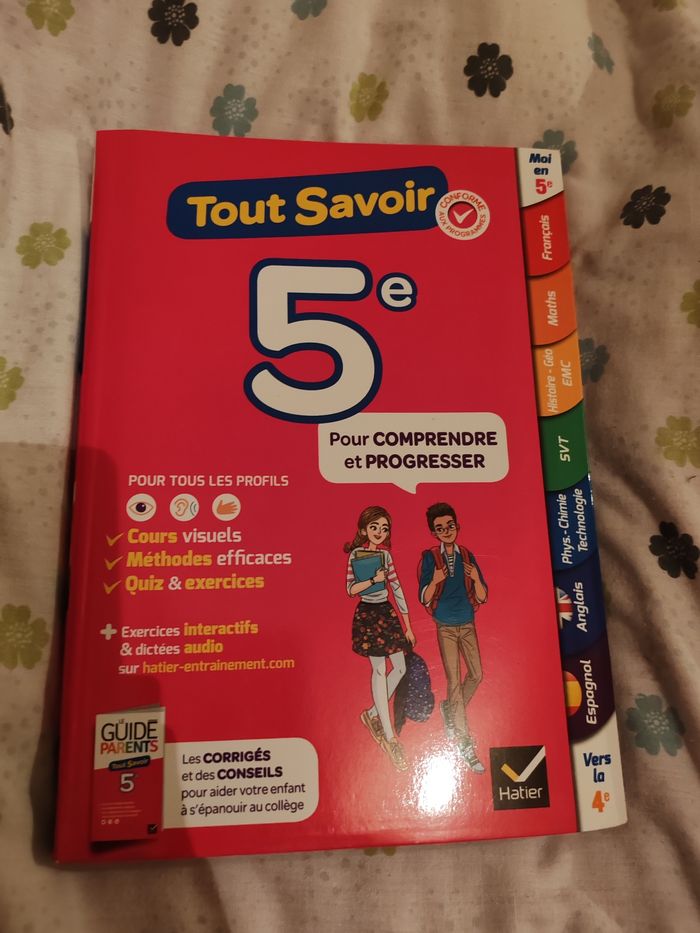 Tout Savoir
CONFORME
AUX PROGRAMMES
5e
Pour COMPRENDRE
et PROGRESSER
POUR TOUS LES PROFILS
Cours visuels
Méthodes efficaces
Quiz & exercices
+ Exercices interactifs
& dictées audio
sur hatier-entrainement.com
LE
GUIDE
PARENTS
Tout Savoir
5e
Les CORRIGÉS
et des CONSEILS
pour aider votre enfant
à s'épanouir au collège
Hatier
Moi
en
5e
Français
Maths
Histoire - Géo
EMC
SVT
Phys.- Chimie
Technologie
Anglais
Espagnol
Vers
la
4e